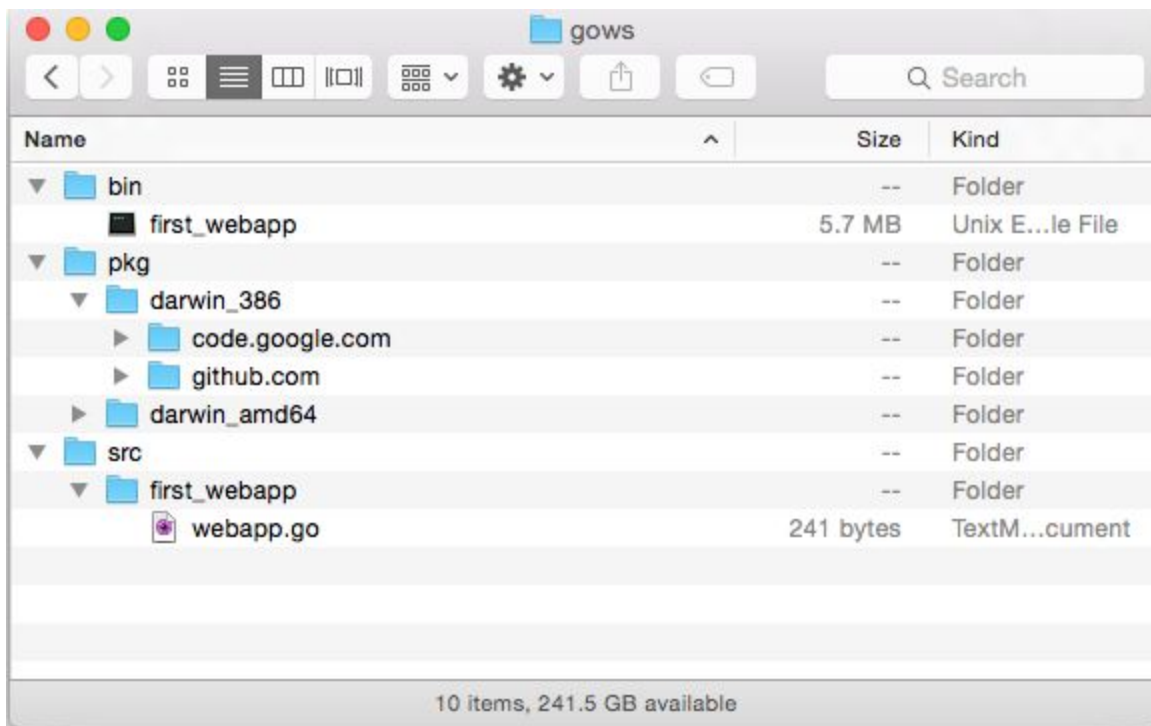 gows
Search
Name Size Kind
bin -- Folder
first_webapp 5.7 MB Unix E...le File
pkg -- Folder
darwin_386 -- Folder
code.google.com -- Folder
github.com -- Folder
darwin_amd64 -- Folder
src -- Folder
first_webapp -- Folder
webapp.go 241 bytes TextM...cument
10 items, 241.5 GB available